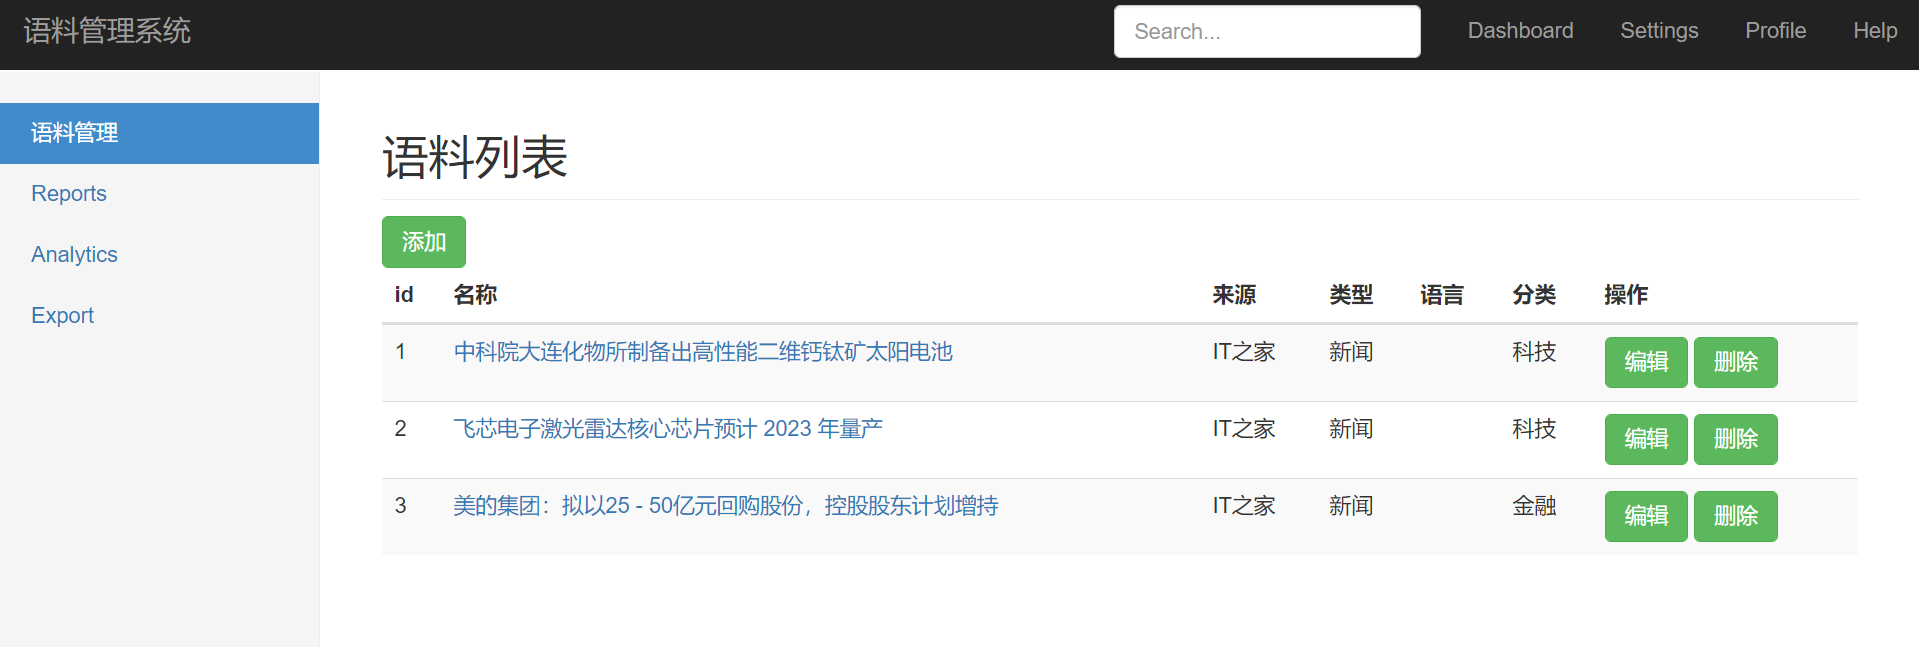 语料管理系统 Search... Dashboard Settings Profile Help
语料管理
Reports
Analytics
Export
语料列表
添加
id 名称 来源 类型 语言 分类 操作
1 中科院大连化物所制备出高性能二维钙钛矿太阳电池 IT之家 新闻 科技 编辑 删除
2 飞芯电子激光雷达核心芯片预计 2023 年量产 IT之家 新闻 科技 编辑 删除
3 美的集团：拟以25 - 50亿元回购股份，控股股东计划增持 IT之家 新闻 金融 编辑 删除